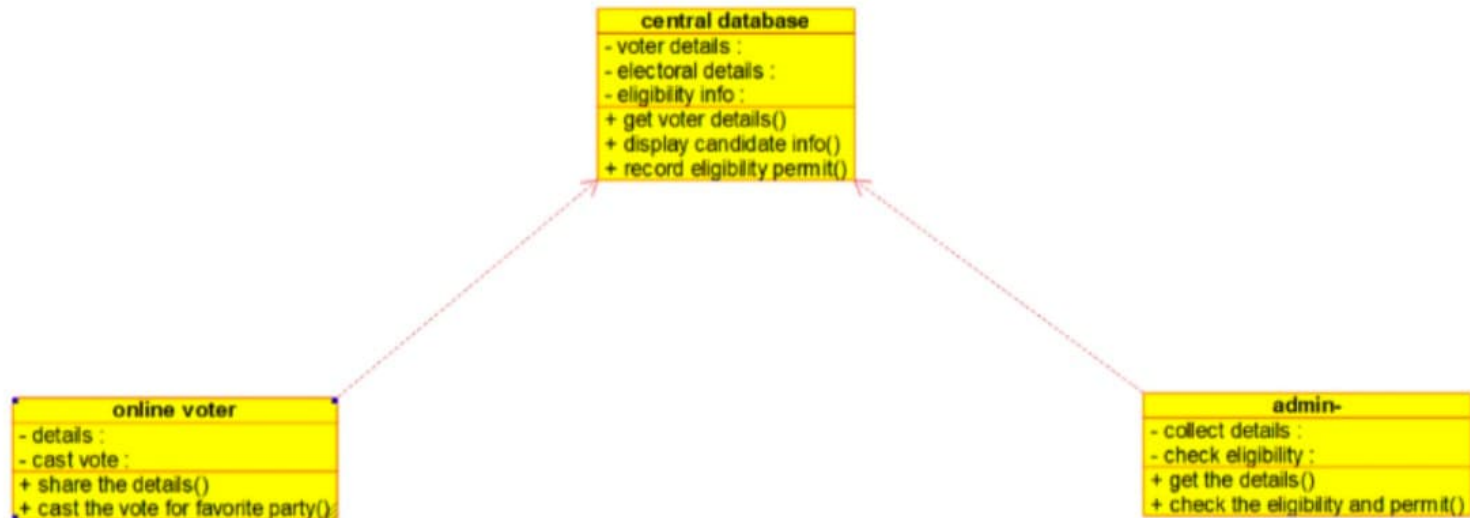 central database
- voter details :
- electoral details :
- eligibility info :
+ get voter details()
+ display candidate info()
+ record eligibility permit()
online voter
- details :
- cast vote :
+ share the details()
+ cast the vote for favorite party()
admin-
- collect details :
- check eligibility :
+ get the details()
+ check the eligibility and permit()